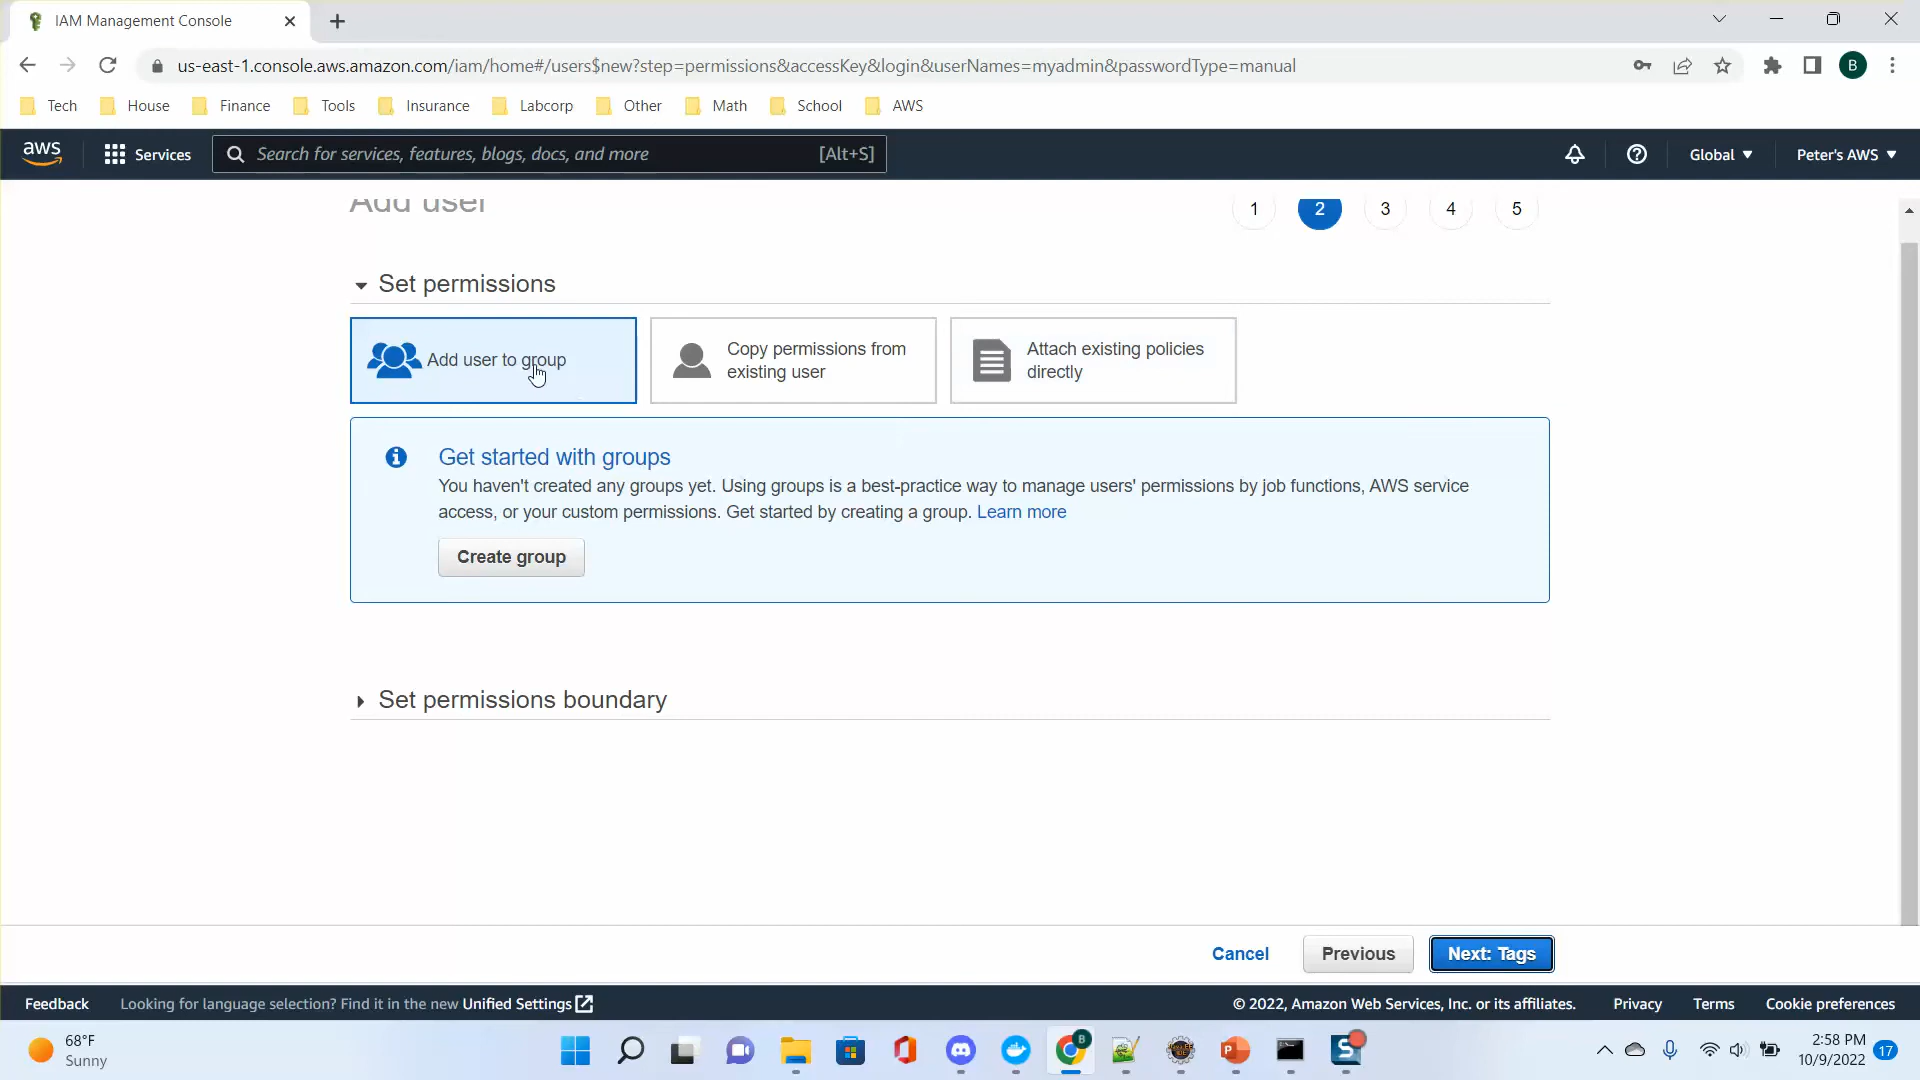 IAM Management Console
us-east-1.console.aws.amazon.com/iam/home#/users$new?step=permissions&accessKey&login&userNames=myadmin&passwordType=manual
B
Tech House Finance Tools Insurance Labcorp Other Math School AWS
aws Services Search for services, features, blogs, docs, and more [Alt+S] Global Peter's AWS
Add user 1 2 3 4 5
Set permissions
Add user to group
Copy permissions from
existing user
Attach existing policies
directly
Get started with groups
You haven't created any groups yet. Using groups is a best-practice way to manage users' permissions by job functions, AWS service
access, or your custom permissions. Get started by creating a group. Learn more
Create group
Set permissions boundary
Cancel Previous Next: Tags
Feedback Looking for language selection? Find it in the new Unified Settings © 2022, Amazon Web Services, Inc. or its affiliates. Privacy Terms Cookie preferences
68°F
Sunny
2:58 PM
10/9/2022
17